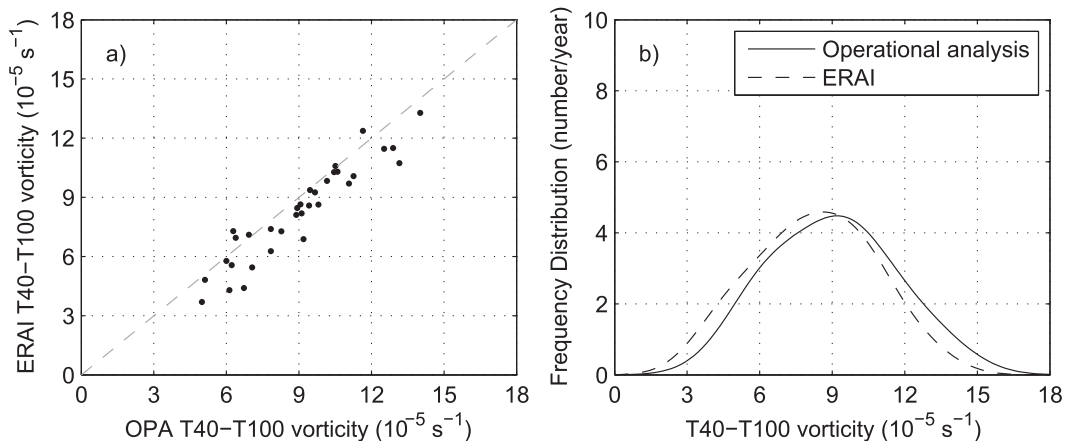 a)
ERAI T40−T100 vorticity (10⁻⁵ s⁻¹)
18
15
12
9
6
3
0
0 3 6 9 12 15 18
OPA T40−T100 vorticity (10⁻⁵ s⁻¹)
b)
Operational analysis
ERAI
Frequency Distribution (number/year)
10
8
6
4
2
0
0 3 6 9 12 15 18
T40−T100 vorticity (10⁻⁵ s⁻¹)